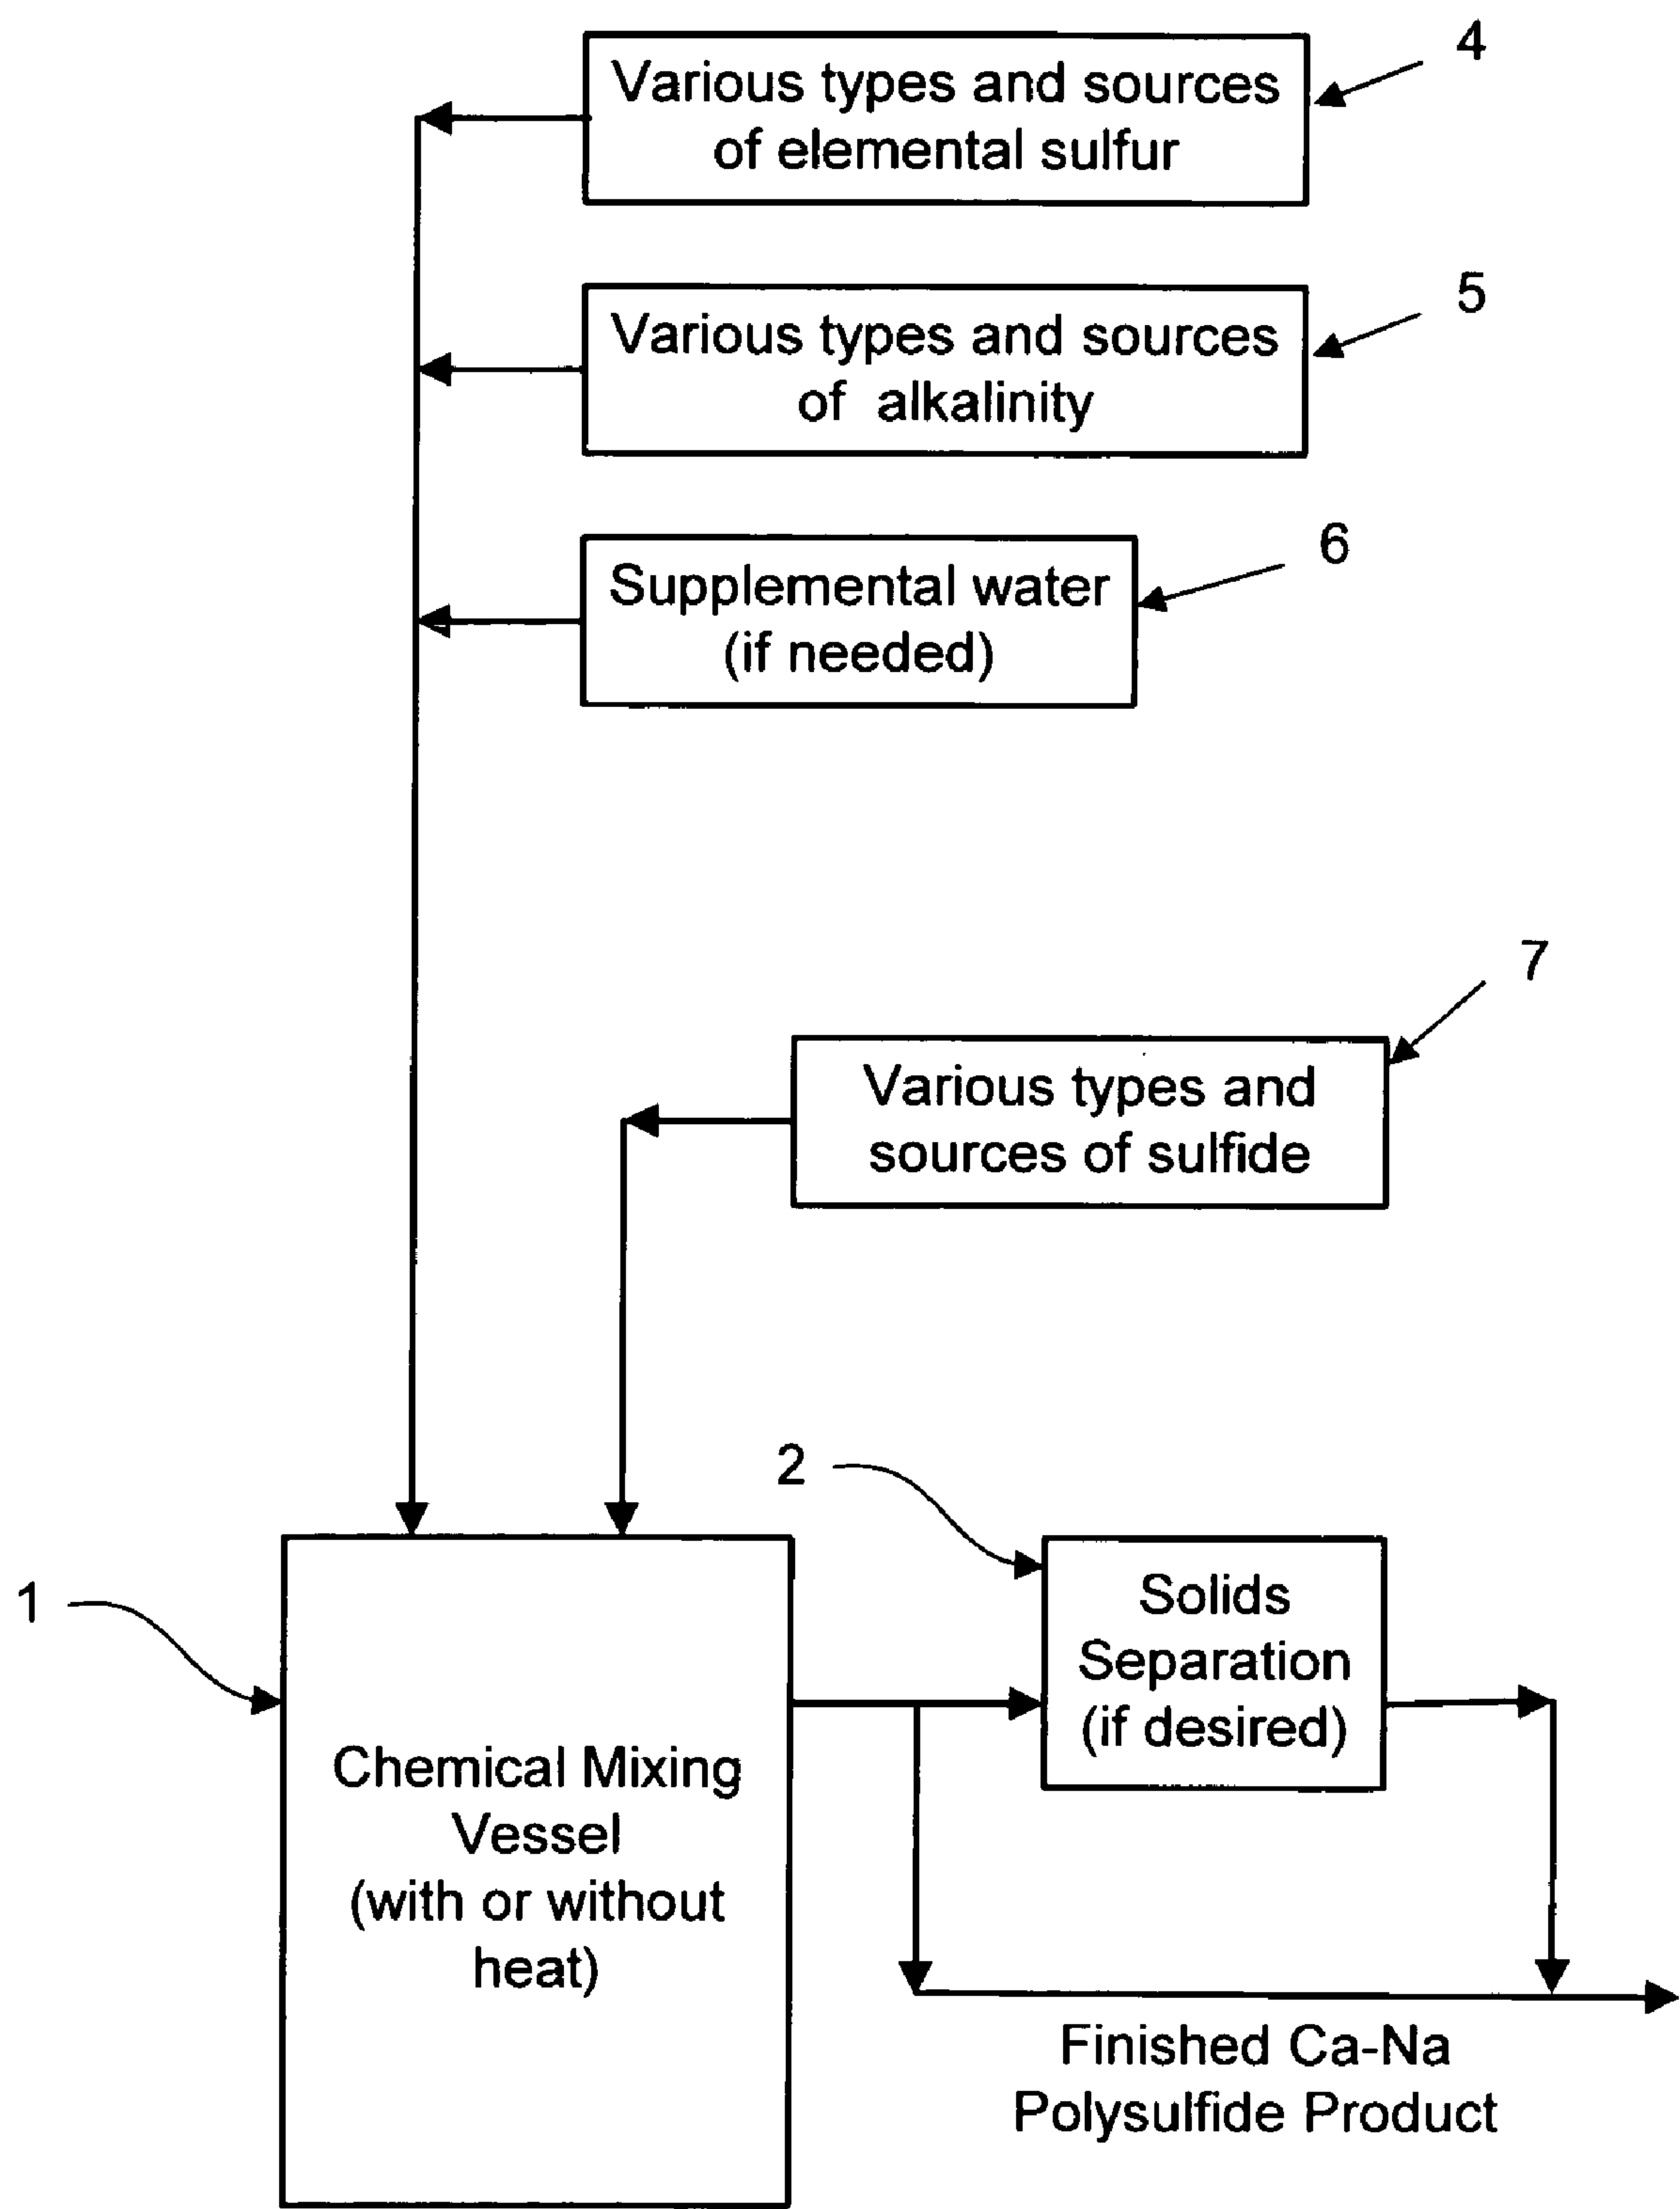 4
Various types and sources
of elemental sulfur
5
Various types and sources
of alkalinity
6
Supplemental water
(if needed)
7
Various types and
sources of sulfide
2
Solids
Separation
(if desired)
1
Chemical Mixing
Vessel
(with or without
heat)
Finished Ca-Na
Polysulfide Product